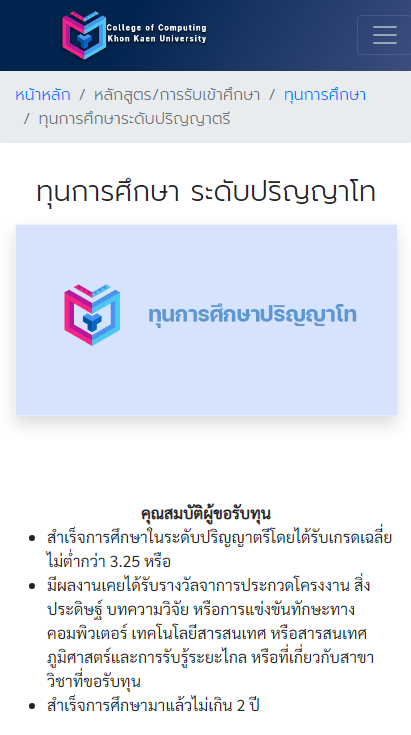 College of Computing
Khon Kaen University
หน้าหลัก / หลักสูตร/การรับเข้าศึกษา / ทุนการศึกษา
/ ทุนการศึกษาระดับปริญญาตรี
ทุนการศึกษา ระดับปริญญาโท
ทุนการศึกษาปริญญาโท
คุณสมบัติผู้ขอรับทุน
• สำเร็จการศึกษาในระดับปริญญาตรีโดยได้รับเกรดเฉลี่ย
ไม่ต่ำกว่า 3.25 หรือ
• มีผลงานเคยได้รับรางวัลจาการประกวดโครงงาน สิ่ง
ประดิษฐ์ บทความวิจัย หรือการแข่งขันทักษะทาง
คอมพิวเตอร์ เทคโนโลยีสารสนเทศ หรือสารสนเทศ
ภูมิศาสตร์และการรับรู้ระยะไกล หรือที่เกี่ยวกับสาขา
วิชาที่ขอรับทุน
• สำเร็จการศึกษามาแล้วไม่เกิน 2 ปี